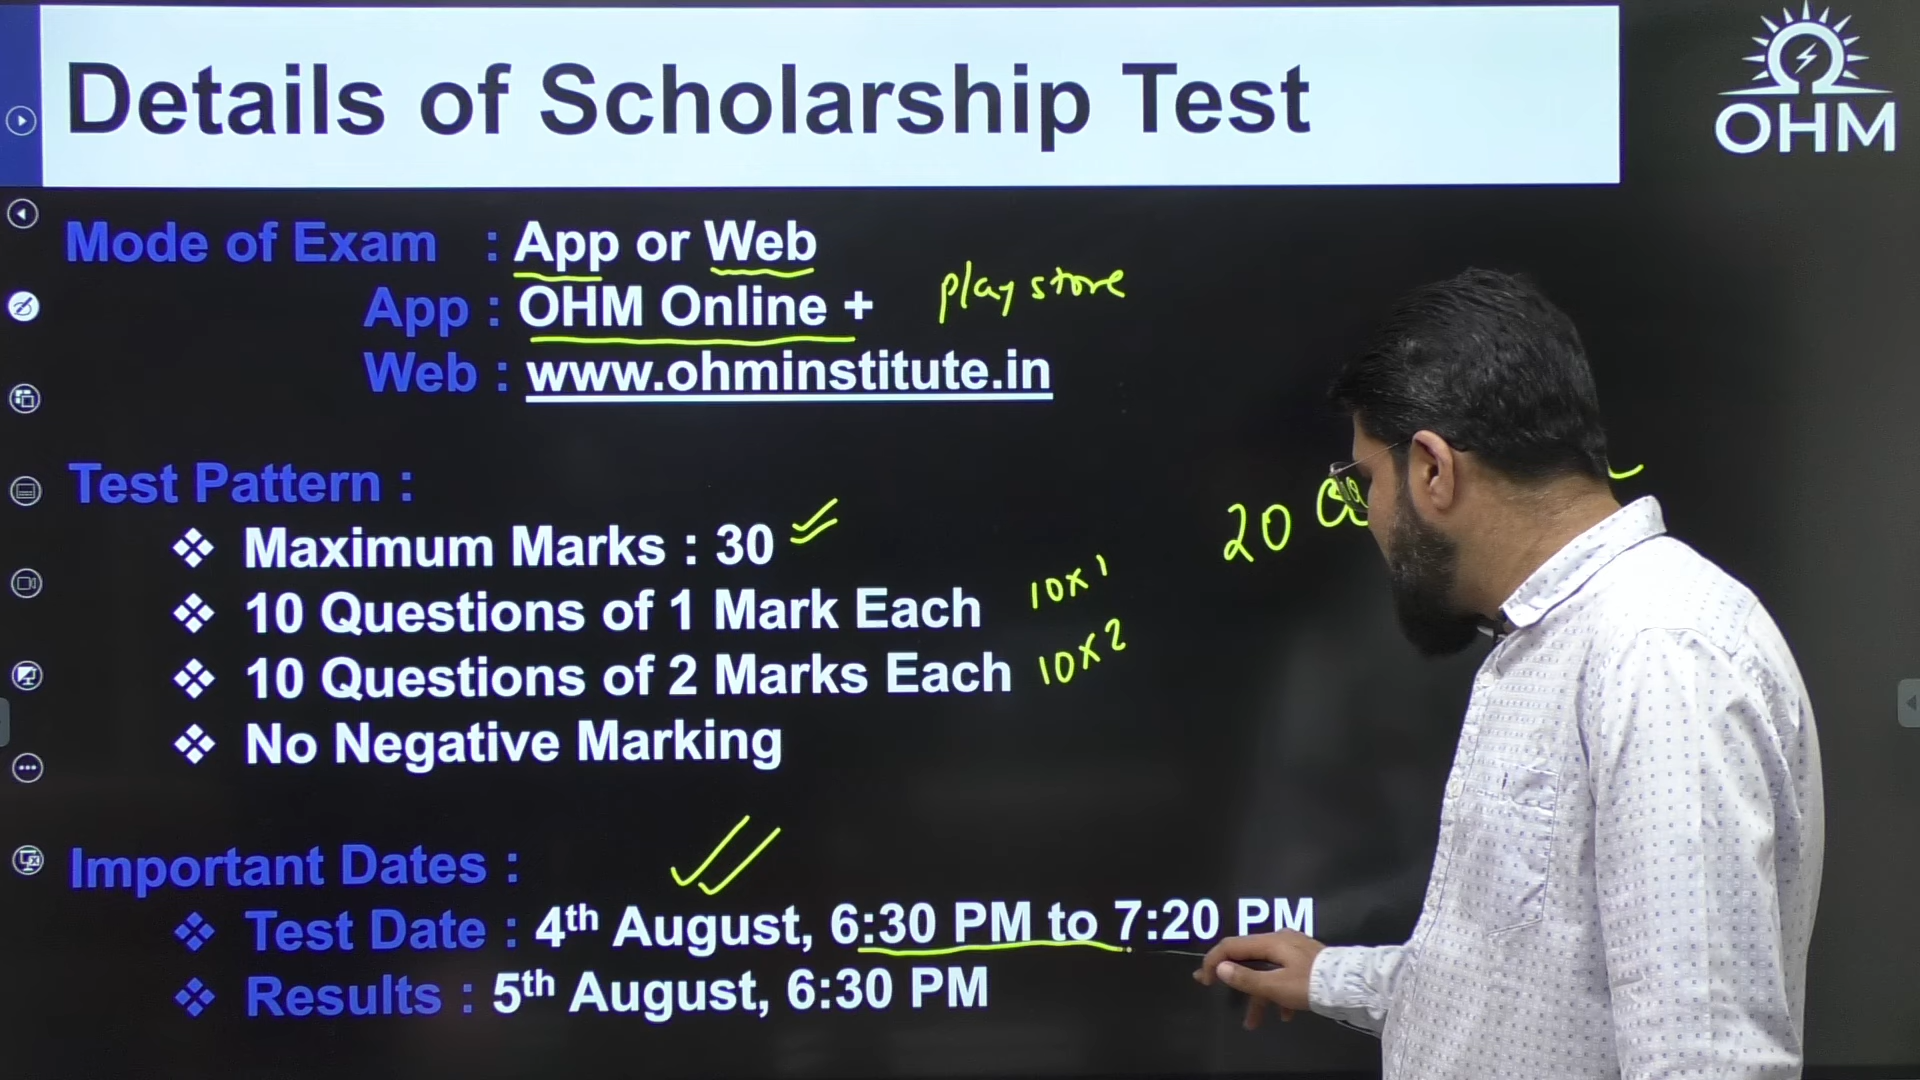 Details of Scholarship Test
OHM
Mode of Exam : App or Web
App : OHM Online +
play store
Web : www.ohminstitute.in
Test Pattern :
❖ Maximum Marks : 30
20
❖ 10 Questions of 1 Mark Each
10x1
❖ 10 Questions of 2 Marks Each
10x2
❖ No Negative Marking
Important Dates :
❖ Test Date : 4th August, 6:30 PM to 7:20 PM
❖ Results : 5th August, 6:30 PM